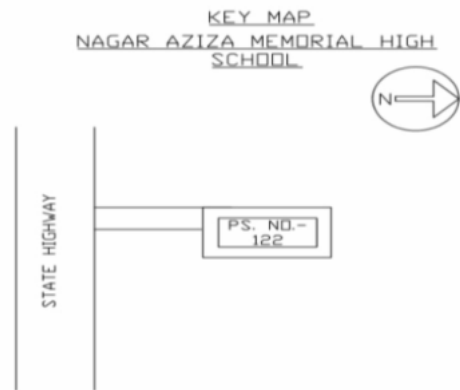 KEY MAP
NAGAR AZIZA MEMORIAL HIGH
SCHOOL
N
STATE HIGHWAY
PS. NO.-
122